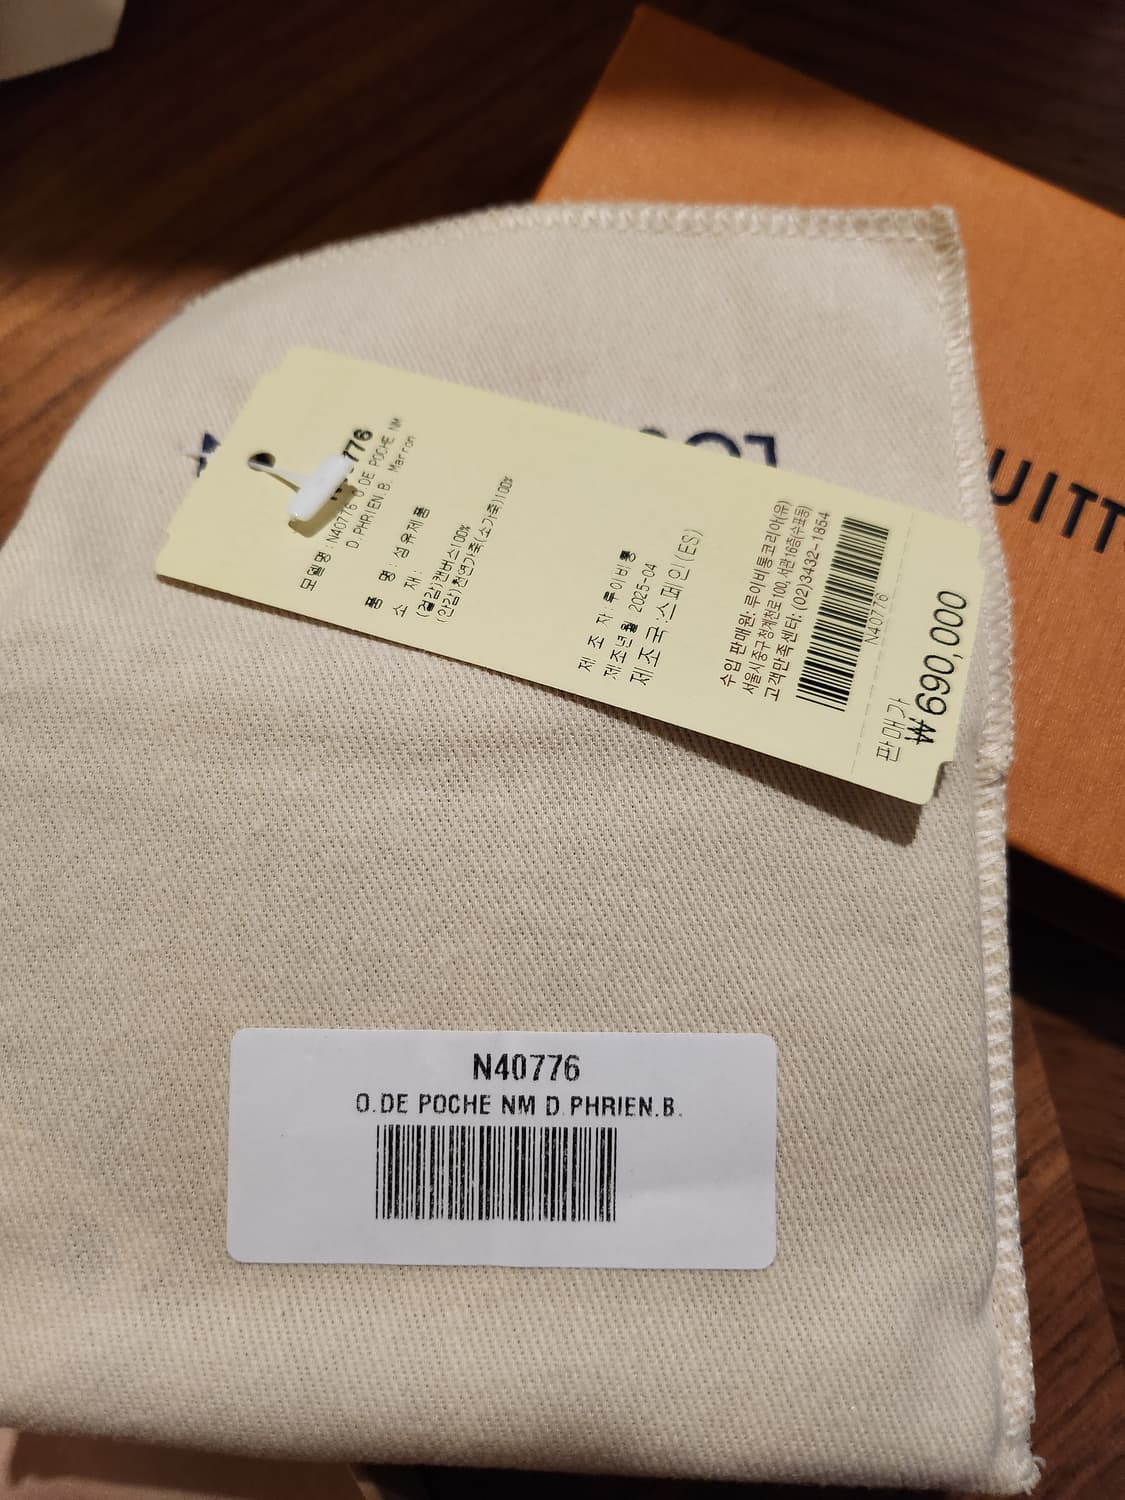 776
모델명:N40776 O.DE POCHE NM
D.PHRIEN.B. Marron
품 명:섬유제품
소 재:
(겉감)캔버스100%
(안감)천연가죽(소가죽)100%
제 조 자:루이비통
제조년월 2025-04
제조국:스페인(ES)
수입 판매원: 루이비통코리아(유)
서울시중구청계천로 100, 서관16층(수표동)
고객만족센터: (02)3432-1854
N40776
판매가
₩690,000
UITT
N40776
O.DE POCHE NM D.PHRIEN.B.